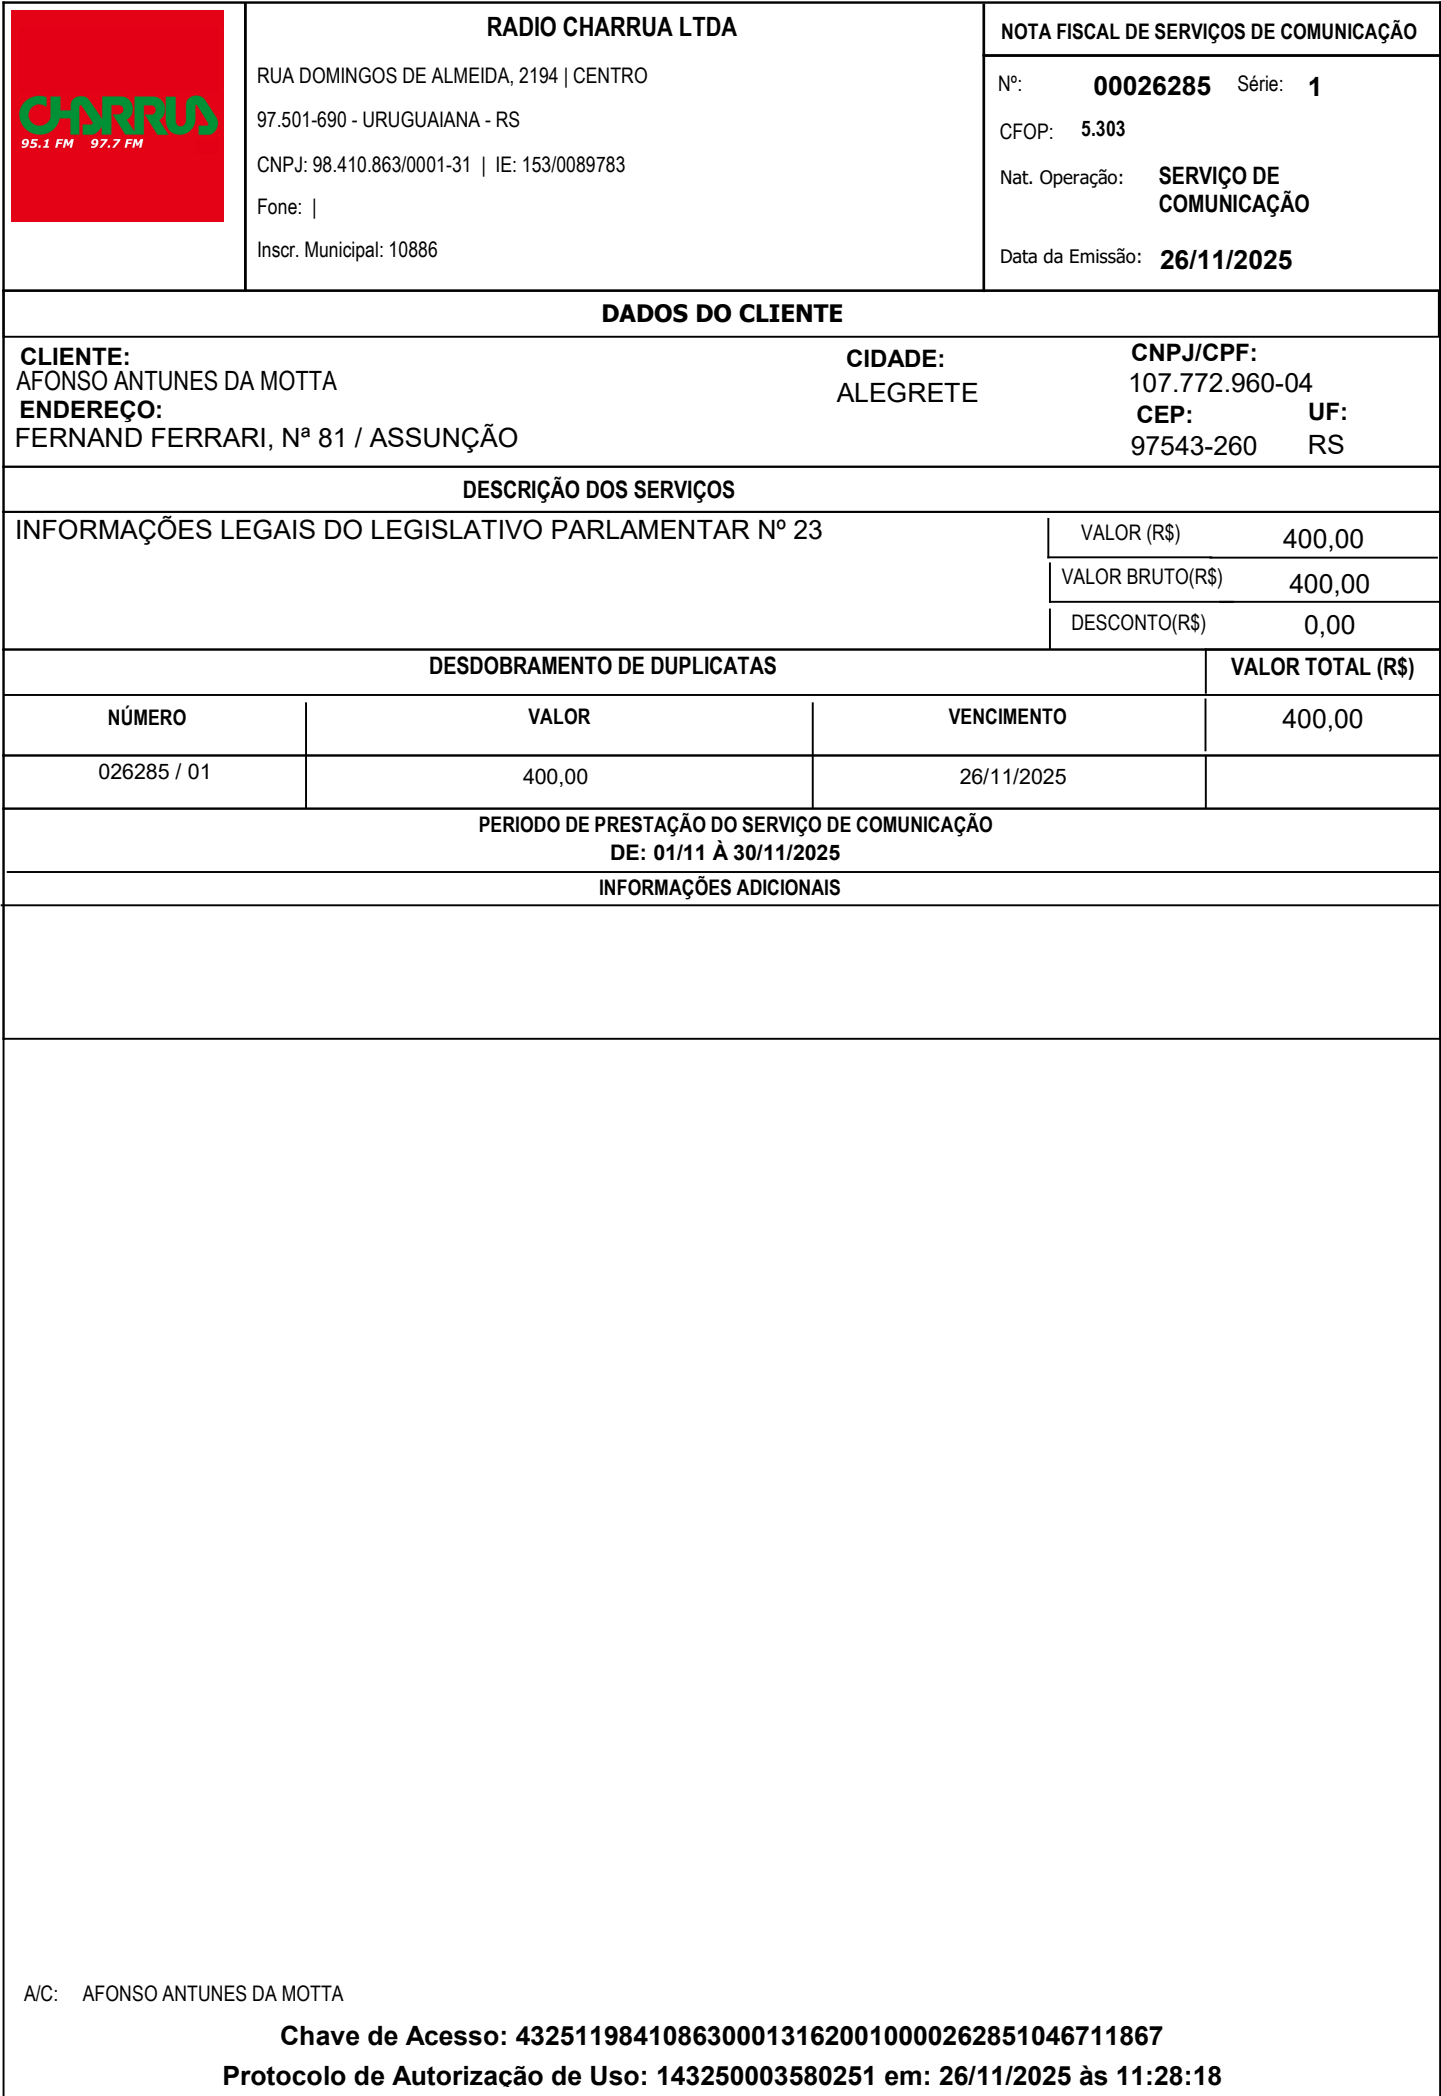 CHARRUA
95.1 FM 97.7 FM
RADIO CHARRUA LTDA
RUA DOMINGOS DE ALMEIDA, 2194 | CENTRO
97.501-690 - URUGUAIANA - RS
CNPJ: 98.410.863/0001-31 | IE: 153/0089783
Fone: |
Inscr. Municipal: 10886
NOTA FISCAL DE SERVIÇOS DE COMUNICAÇÃO
Nº: 00026285 Série: 1
CFOP: 5.303
Nat. Operação: SERVIÇO DE
COMUNICAÇÃO
Data da Emissão: 26/11/2025
DADOS DO CLIENTE
CLIENTE: CIDADE: CNPJ/CPF:
AFONSO ANTUNES DA MOTTA ALEGRETE 107.772.960-04
ENDEREÇO: CEP: UF:
FERNAND FERRARI, Nª 81 / ASSUNÇÃO 97543-260 RS
DESCRIÇÃO DOS SERVIÇOS
INFORMAÇÕES LEGAIS DO LEGISLATIVO PARLAMENTAR Nº 23
VALOR (R$) 400,00
VALOR BRUTO(R$) 400,00
DESCONTO(R$) 0,00
DESDOBRAMENTO DE DUPLICATAS VALOR TOTAL (R$)
NÚMERO VALOR VENCIMENTO 400,00
026285 / 01 400,00 26/11/2025
PERIODO DE PRESTAÇÃO DO SERVIÇO DE COMUNICAÇÃO
DE: 01/11 À 30/11/2025
INFORMAÇÕES ADICIONAIS
A/C: AFONSO ANTUNES DA MOTTA
Chave de Acesso: 43251198410863000131620010000262851046711867
Protocolo de Autorização de Uso: 143250003580251 em: 26/11/2025 às 11:28:18